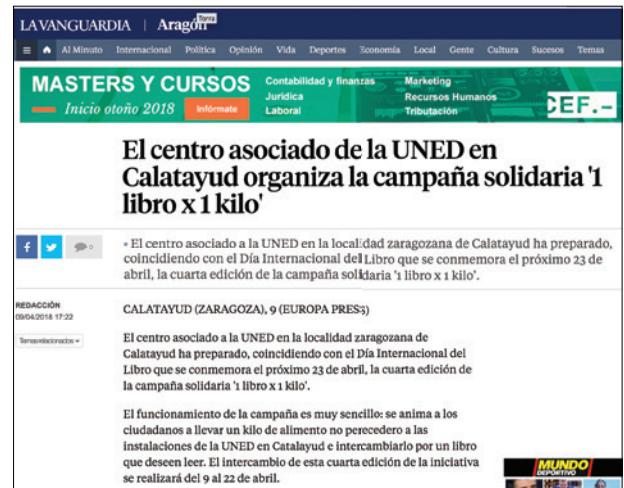 LA VANGUARDIA | Aragón
Torra
Al Minuto Internacional Política Opinión Vida Deportes Economía Local Gente Cultura Sucesos Temas
MASTERS Y CURSOS
Inicio otoño 2018
Infórmate
Contabilidad y finanzas
Jurídica
Laboral
Marketing
Recursos Humanos
Tributación
CEF.-
El centro asociado de la UNED en
Calatayud organiza la campaña solidaria '1
libro x 1 kilo'
f
0
• El centro asociado a la UNED en la localidad zaragozana de Calatayud ha preparado,
coincidiendo con el Día Internacional del Libro que se conmemora el próximo 23 de
abril, la cuarta edición de la campaña solidaria '1 libro x 1 kilo'.
REDACCIÓN
09/04/2018 17:22
Temas relacionados
CALATAYUD (ZARAGOZA), 9 (EUROPA PRESS)
El centro asociado a la UNED en la localidad zaragozana de
Calatayud ha preparado, coincidiendo con el Día Internacional del
Libro que se conmemora el próximo 23 de abril, la cuarta edición de
la campaña solidaria '1 libro x 1 kilo'.
El funcionamiento de la campaña es muy sencillo: se anima a los
ciudadanos a llevar un kilo de alimento no perecedero a las
instalaciones de la UNED en Catalayud e intercambiarlo por un libro
que deseen leer. El intercambio de esta cuarta edición de la iniciativa
se realizará del 9 al 22 de abril.
MUNDO
DEPORTIVO